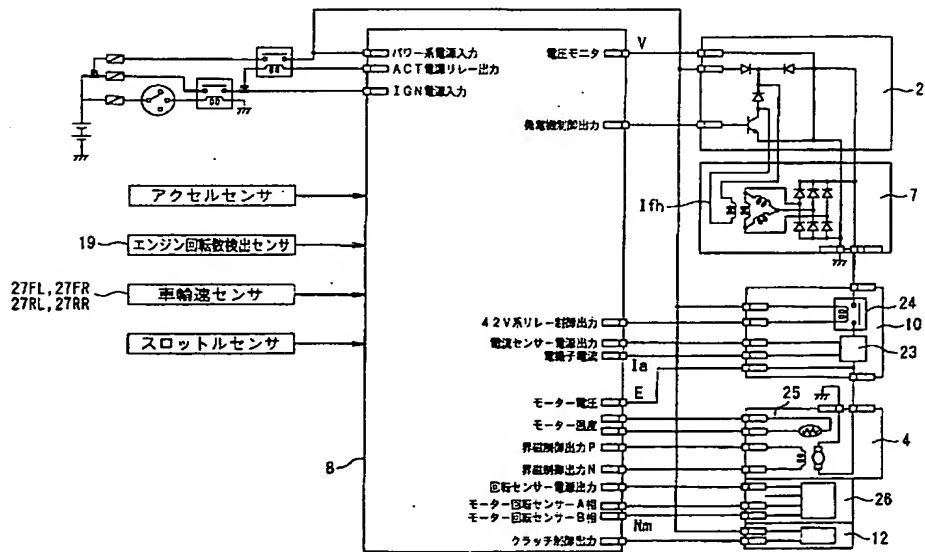 パワー系電源入力
ACT電源リレー出力
IGN電源入力
電圧モニタ
V
2
発電機制御出力
Ifh
7
アクセルセンサ
19
エンジン回転数検出センサ
27FL,27FR
27RL,27RR
車輪速センサ
スロットルセンサ
24
10
42V系リレー制御出力
電流センサー電源出力
電機子電流
Ia
23
E
モーター電圧
25
モーター温度
4
8
界磁制御出力P
界磁制御出力N
回転センサー電源出力
26
モーター回転センサーA相
モーター回転センサーB相
Nm
クラッチ制御出力
12